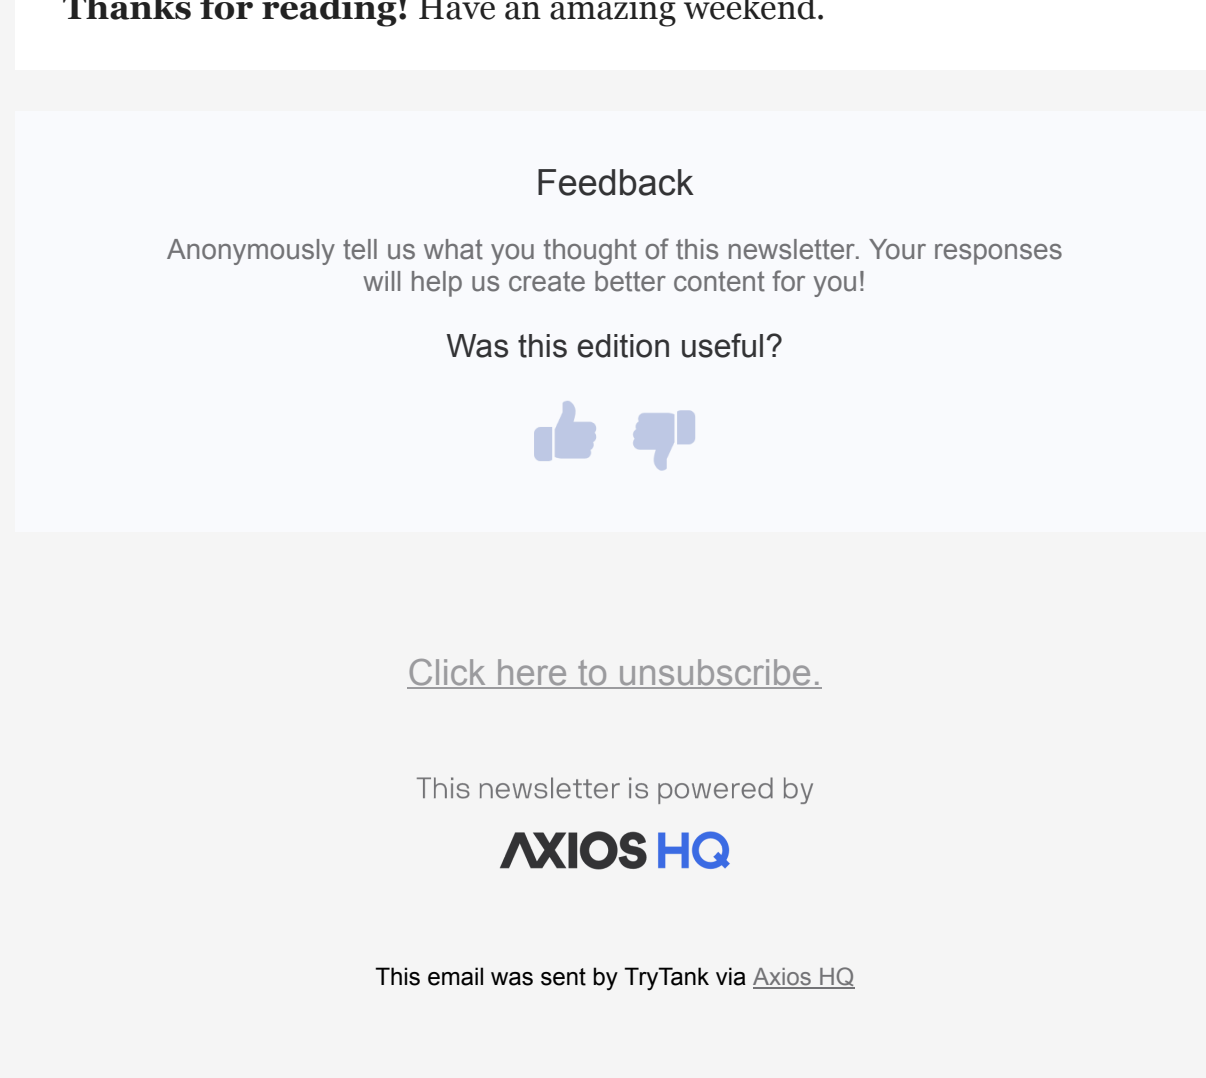 Thanks for reading! Have an amazing weekend.
Feedback
Anonymously tell us what you thought of this newsletter. Your responses
will help us create better content for you!
Was this edition useful?
Click here to unsubscribe.
This newsletter is powered by
AXIOS HQ
This email was sent by TryTank via Axios HQ